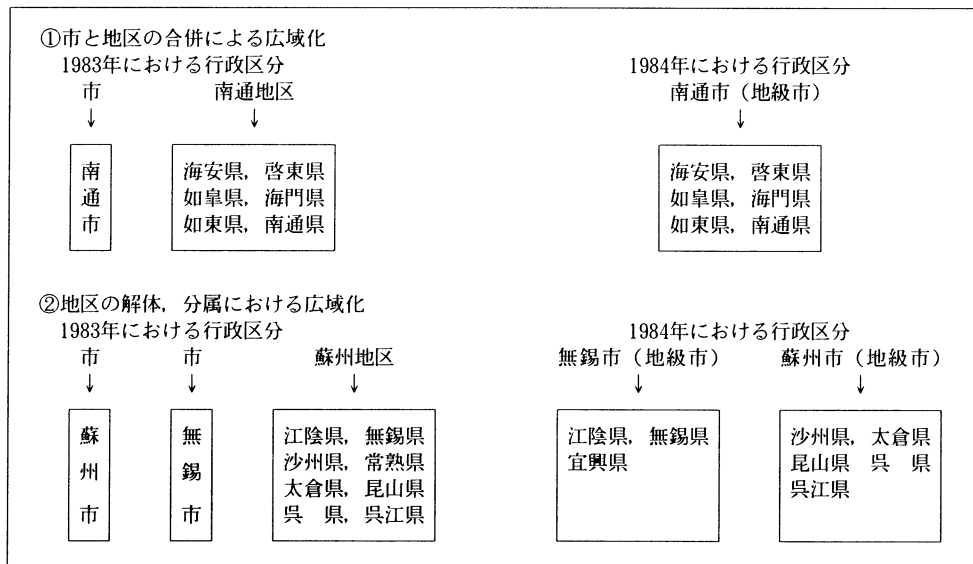 ①市と地区の合併による広域化
1983年における行政区分
1984年における行政区分
市
南通地区
南通市（地級市）
↓
↓
↓
南通市
海安県，啓東県
如皐県，海門県
如東県，南通県
海安県，啓東県
如皐県，海門県
如東県，南通県
②地区の解体，分属における広域化
1983年における行政区分
1984年における行政区分
市
市
蘇州地区
無錫市（地級市）
蘇州市（地級市）
↓
↓
↓
↓
↓
蘇州市
無錫市
江陰県，無錫県
沙州県，常熟県
太倉県，昆山県
呉　県，呉江県
江陰県，無錫県
宜興県
沙州県，太倉県
昆山県　呉　県
呉江県